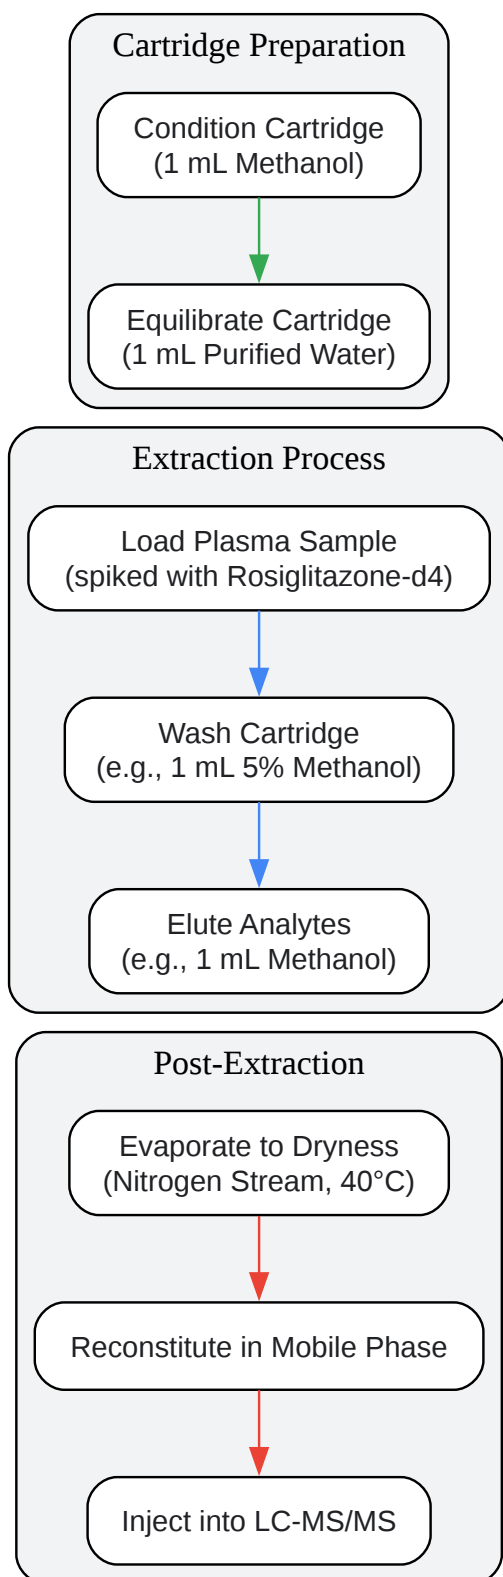 Cartridge Preparation
Condition Cartridge
(1 mL Methanol)
Equilibrate Cartridge
(1 mL Purified Water)
Extraction Process
Load Plasma Sample
(spiked with Rosiglitazone-d4)
Wash Cartridge
(e.g., 1 mL 5% Methanol)
Elute Analytes
(e.g., 1 mL Methanol)
Post-Extraction
Evaporate to Dryness
(Nitrogen Stream, 40°C)
Reconstitute in Mobile Phase
Inject into LC-MS/MS